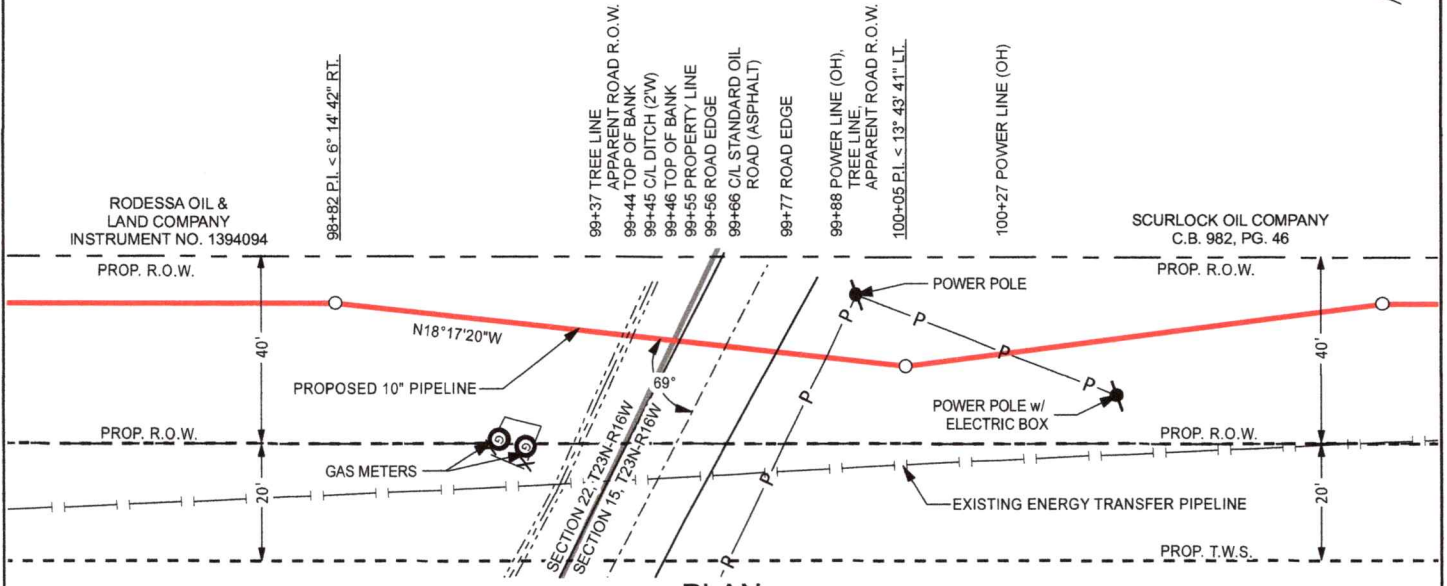 98+82 P.I. < 6° 14' 42" RT.
99+37 TREE LINE
APPARENT ROAD R.O.W.
99+44 TOP OF BANK
99+45 C/L DITCH (2'W)
99+46 TOP OF BANK
99+55 PROPERTY LINE
99+56 ROAD EDGE
99+66 C/L STANDARD OIL
ROAD (ASPHALT)
99+77 ROAD EDGE
99+88 POWER LINE (OH),
TREE LINE,
APPARENT ROAD R.O.W.
100+05 P.I. < 13° 43' 41" LT.
100+27 POWER LINE (OH)
RODESSA OIL &
LAND COMPANY
INSTRUMENT NO. 1394094
SCURLOCK OIL COMPANY
C.B. 982, PG. 46
PROP. R.O.W.
PROP. R.O.W.
POWER POLE
N18°17'20"W
40'
40'
PROPOSED 10" PIPELINE
69°
P
P
P
P
P
P
P
POWER POLE w/
ELECTRIC BOX
PROP. R.O.W.
PROP. R.O.W.
G
G
GAS METERS
SECTION 22, T23N-R16W
SECTION 15, T23N-R16W
20'
20'
EXISTING ENERGY TRANSFER PIPELINE
PROP. T.W.S.